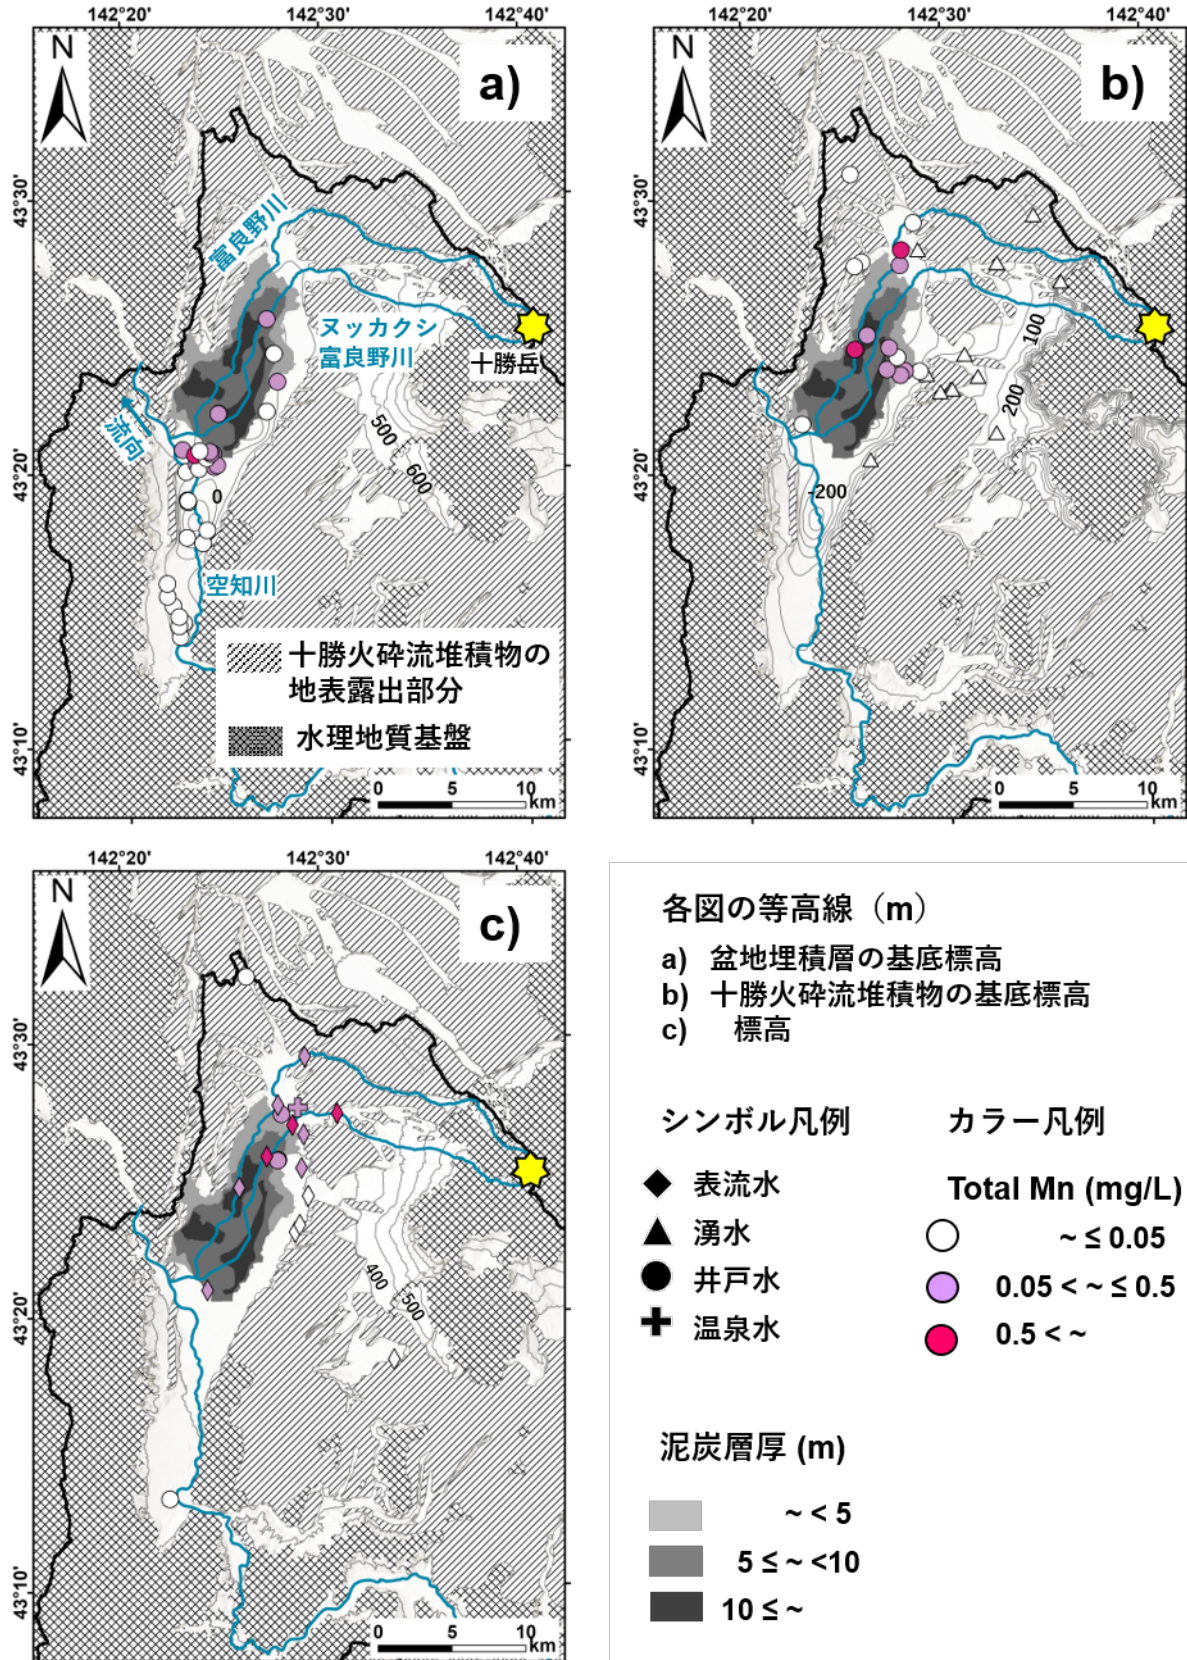 142°20'
142°30'
142°40'
N
a)
43°30'
43°20'
43°10'
富良野川
ヌッカクシ
富良野川
十勝岳
流向
500
600
0
空知川
十勝火砕流堆積物の
地表露出部分
水理地質基盤
0 5 10
km
142°20'
142°30'
142°40'
N
b)
43°30'
43°20'
43°10'
100
200
-200
0 5 10
km
142°20'
142°30'
142°40'
N
c)
43°30'
43°20'
43°10'
400
500
0 5 10
km
各図の等高線（m）
a) 盆地埋積層の基底標高
b) 十勝火砕流堆積物の基底標高
c) 標高
シンボル凡例
表流水
湧水
井戸水
温泉水
カラー凡例
Total Mn (mg/L)
~ ≤ 0.05
0.05 < ~ ≤ 0.5
0.5 < ~
泥炭層厚 (m)
~ < 5
5 ≤ ~ <10
10 ≤ ~